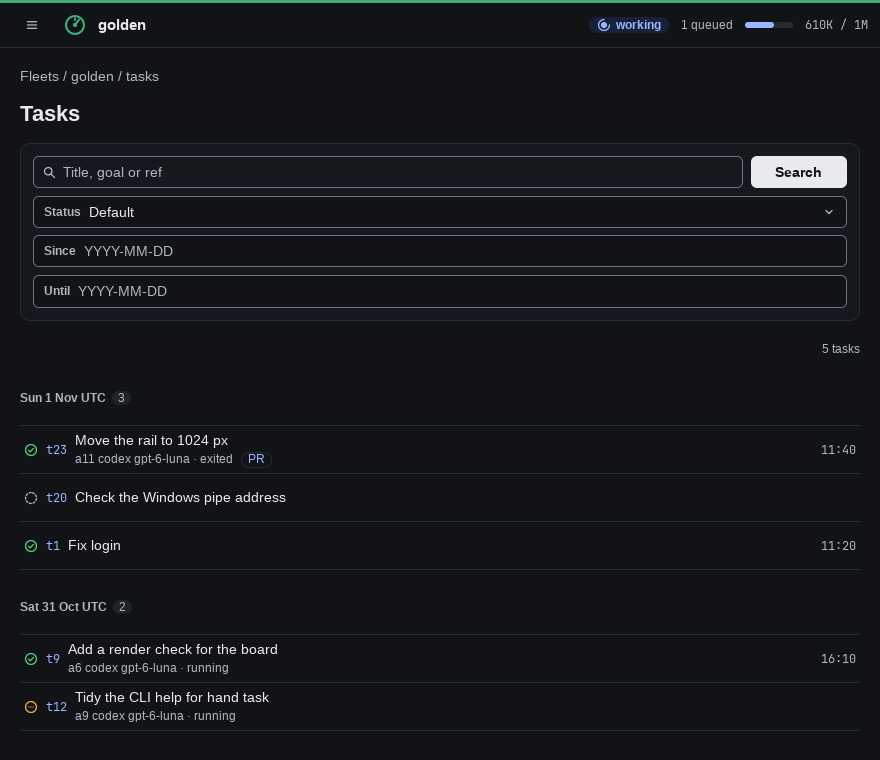 golden
working
1 queued
610K / 1M
Fleets / golden / tasks
Tasks
Title, goal or ref
Search
Status Default
Since YYYY-MM-DD
Until YYYY-MM-DD
5 tasks
Sun 1 Nov UTC 3
t23 Move the rail to 1024 px
a11 codex gpt-6-luna · exited PR
11:40
t20 Check the Windows pipe address
t1 Fix login
11:20
Sat 31 Oct UTC 2
t9 Add a render check for the board
a6 codex gpt-6-luna · running
16:10
t12 Tidy the CLI help for hand task
a9 codex gpt-6-luna · running